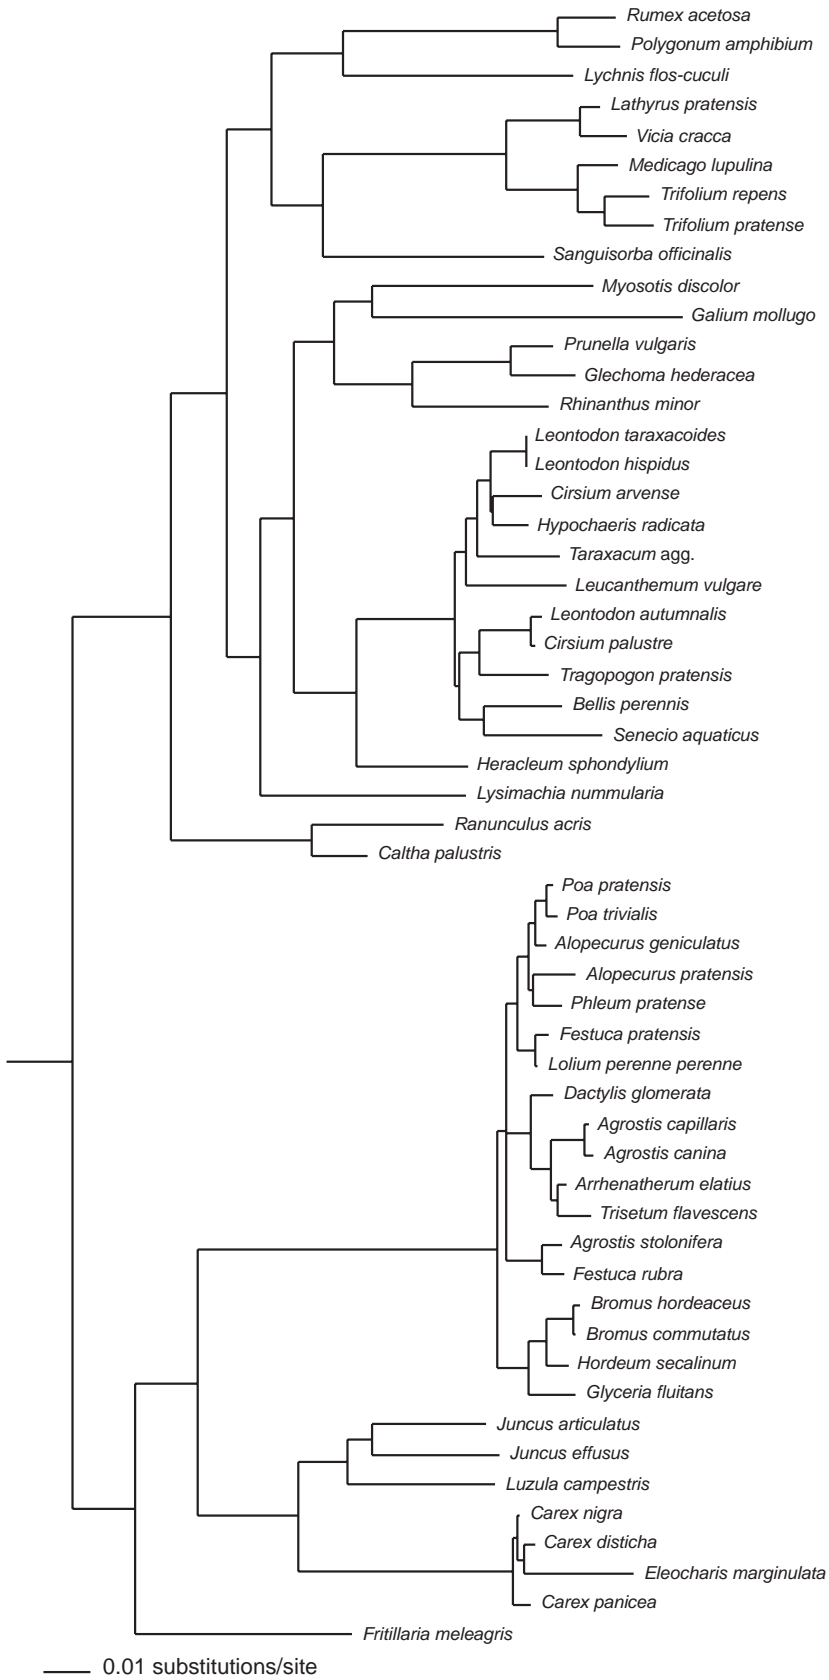 Rumex acetosa
Polygonum amphibium
Lychnis flos-cuculi
Lathyrus pratensis
Vicia cracca
Medicago lupulina
Trifolium repens
Trifolium pratense
Sanguisorba officinalis
Myosotis discolor
Galium mollugo
Prunella vulgaris
Glechoma hederacea
Rhinanthus minor
Leontodon taraxacoides
Leontodon hispidus
Cirsium arvense
Hypochaeris radicata
Taraxacum agg.
Leucanthemum vulgare
Leontodon autumnalis
Cirsium palustre
Tragopogon pratensis
Bellis perennis
Senecio aquaticus
Heracleum sphondylium
Lysimachia nummularia
Ranunculus acris
Caltha palustris
Poa pratensis
Poa trivialis
Alopecurus geniculatus
Alopecurus pratensis
Phleum pratense
Festuca pratensis
Lolium perenne perenne
Dactylis glomerata
Agrostis capillaris
Agrostis canina
Arrhenatherum elatius
Trisetum flavescens
Agrostis stolonifera
Festuca rubra
Bromus hordeaceus
Bromus commutatus
Hordeum secalinum
Glyceria fluitans
Juncus articulatus
Juncus effusus
Luzula campestris
Carex nigra
Carex disticha
Eleocharis marginulata
Carex panicea
Fritillaria meleagris
0.01 substitutions/site